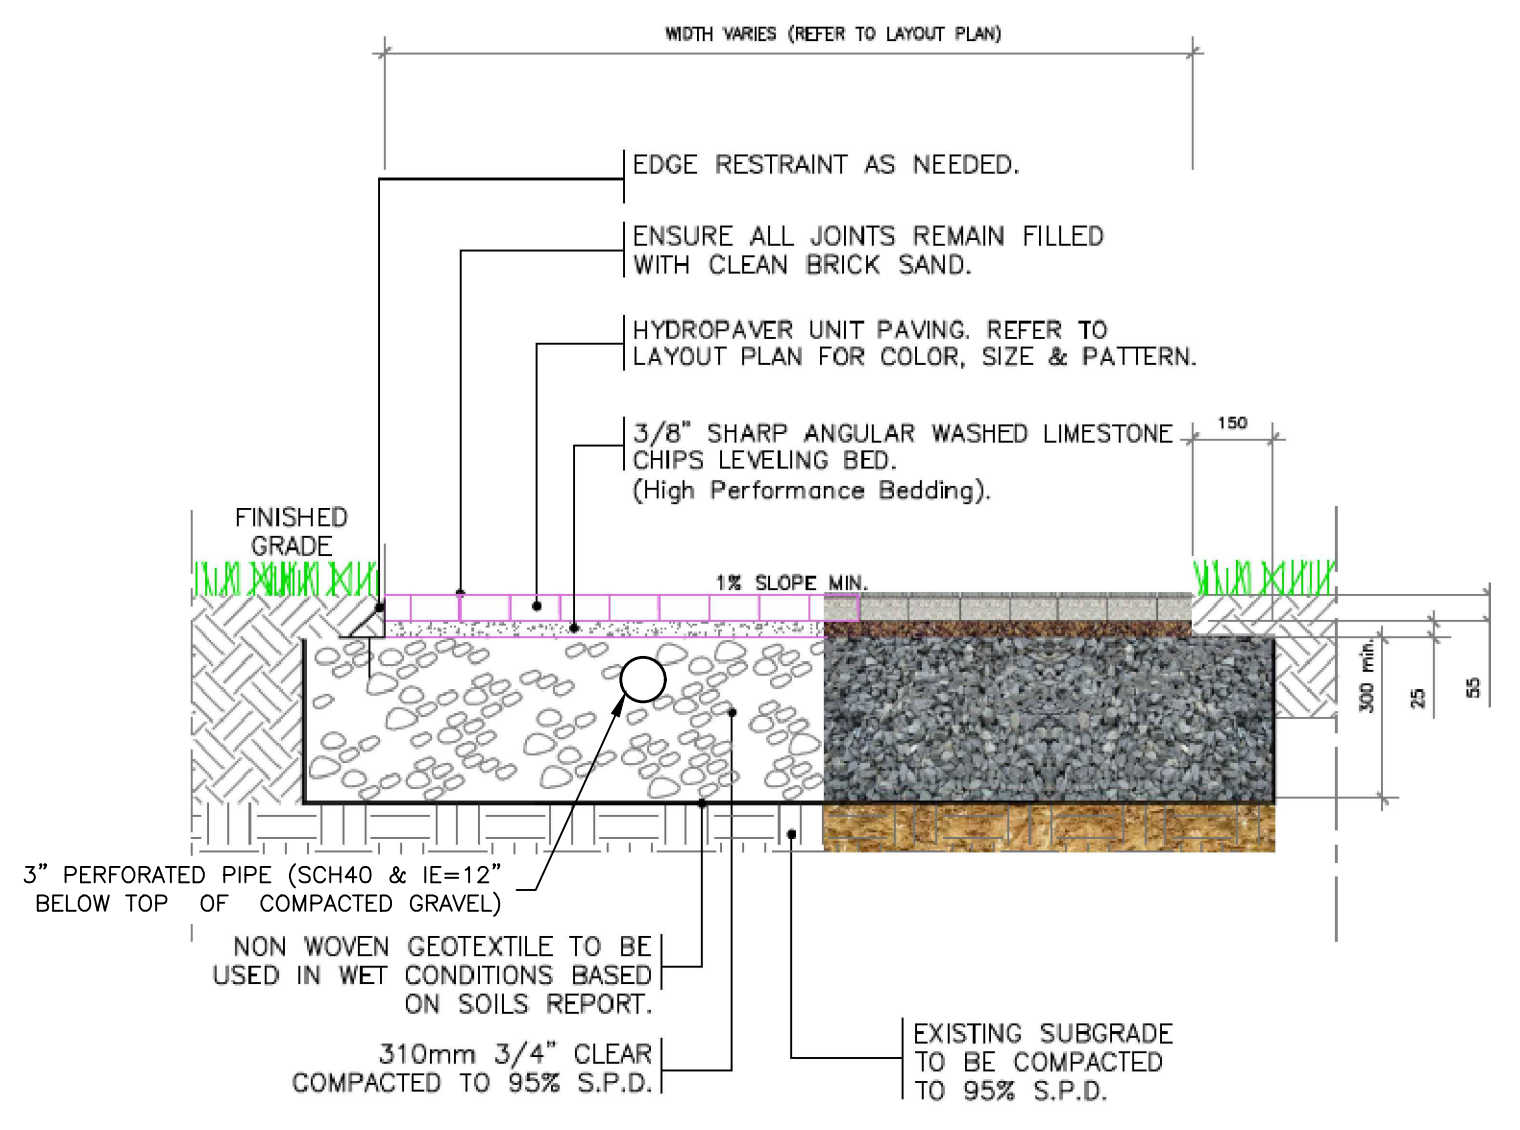 WIDTH VARIES (REFER TO LAYOUT PLAN)
EDGE RESTRAINT AS NEEDED.
ENSURE ALL JOINTS REMAIN FILLED
WITH CLEAN BRICK SAND.
HYDROPAVER UNIT PAVING. REFER TO
LAYOUT PLAN FOR COLOR, SIZE & PATTERN.
3/8" SHARP ANGULAR WASHED LIMESTONE
CHIPS LEVELING BED.
(High Performance Bedding).
150
FINISHED
GRADE
1% SLOPE MIN.
300 min.
25
55
3" PERFORATED PIPE (SCH40 & IE=12"
BELOW TOP OF COMPACTED GRAVEL)
NON WOVEN GEOTEXTILE TO BE
USED IN WET CONDITIONS BASED
ON SOILS REPORT.
310mm 3/4" CLEAR
COMPACTED TO 95% S.P.D.
EXISTING SUBGRADE
TO BE COMPACTED
TO 95% S.P.D.